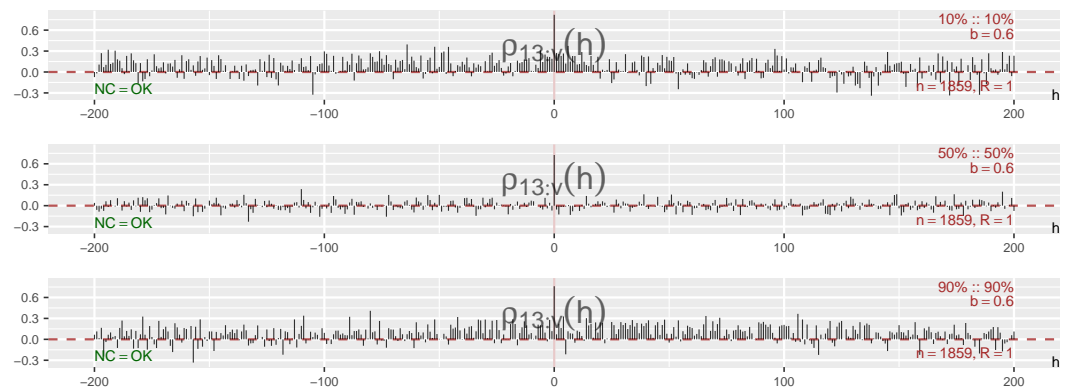 10% :: 10%
b = 0.6
ρ13:v(h)
0.6
0.3
0.0
−0.3
NC = OK
n = 1859, R = 1
h
−200
−100
0
100
200
50% :: 50%
b = 0.6
ρ13:v(h)
0.6
0.3
0.0
−0.3
NC = OK
n = 1859, R = 1
h
−200
−100
0
100
200
90% :: 90%
b = 0.6
ρ13:v(h)
0.6
0.3
0.0
−0.3
NC = OK
n = 1859, R = 1
h
−200
−100
0
100
200